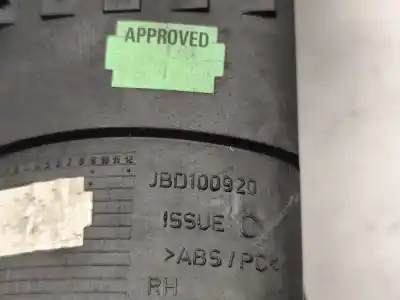 APPROVED
JBD100920
ISSUE C
>ABS/PC<
RH